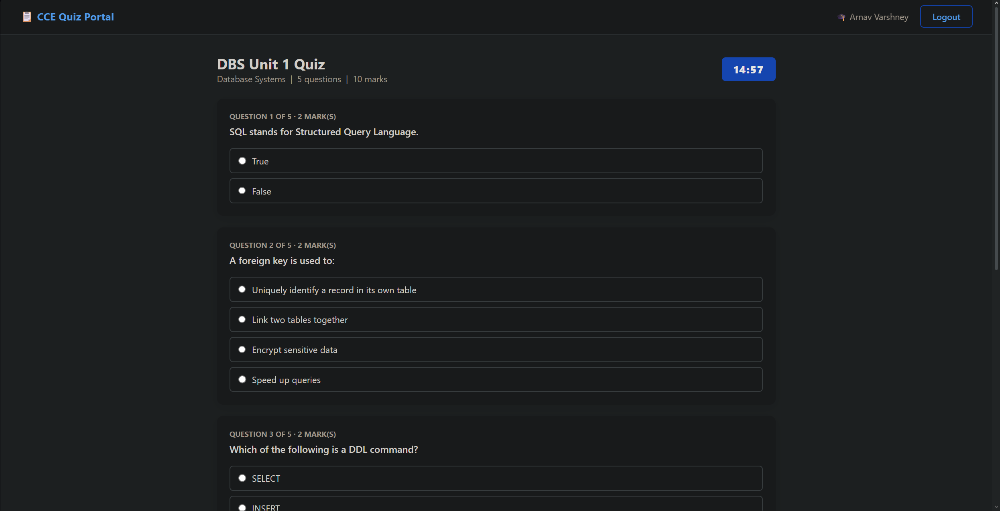 CCE Quiz Portal
Arnav Varshney
Logout
DBS Unit 1 Quiz
Database Systems | 5 questions | 10 marks
14:57
QUESTION 1 OF 5 · 2 MARK(S)
SQL stands for Structured Query Language.
True
False
QUESTION 2 OF 5 · 2 MARK(S)
A foreign key is used to:
Uniquely identify a record in its own table
Link two tables together
Encrypt sensitive data
Speed up queries
QUESTION 3 OF 5 · 2 MARK(S)
Which of the following is a DDL command?
SELECT
INSERT